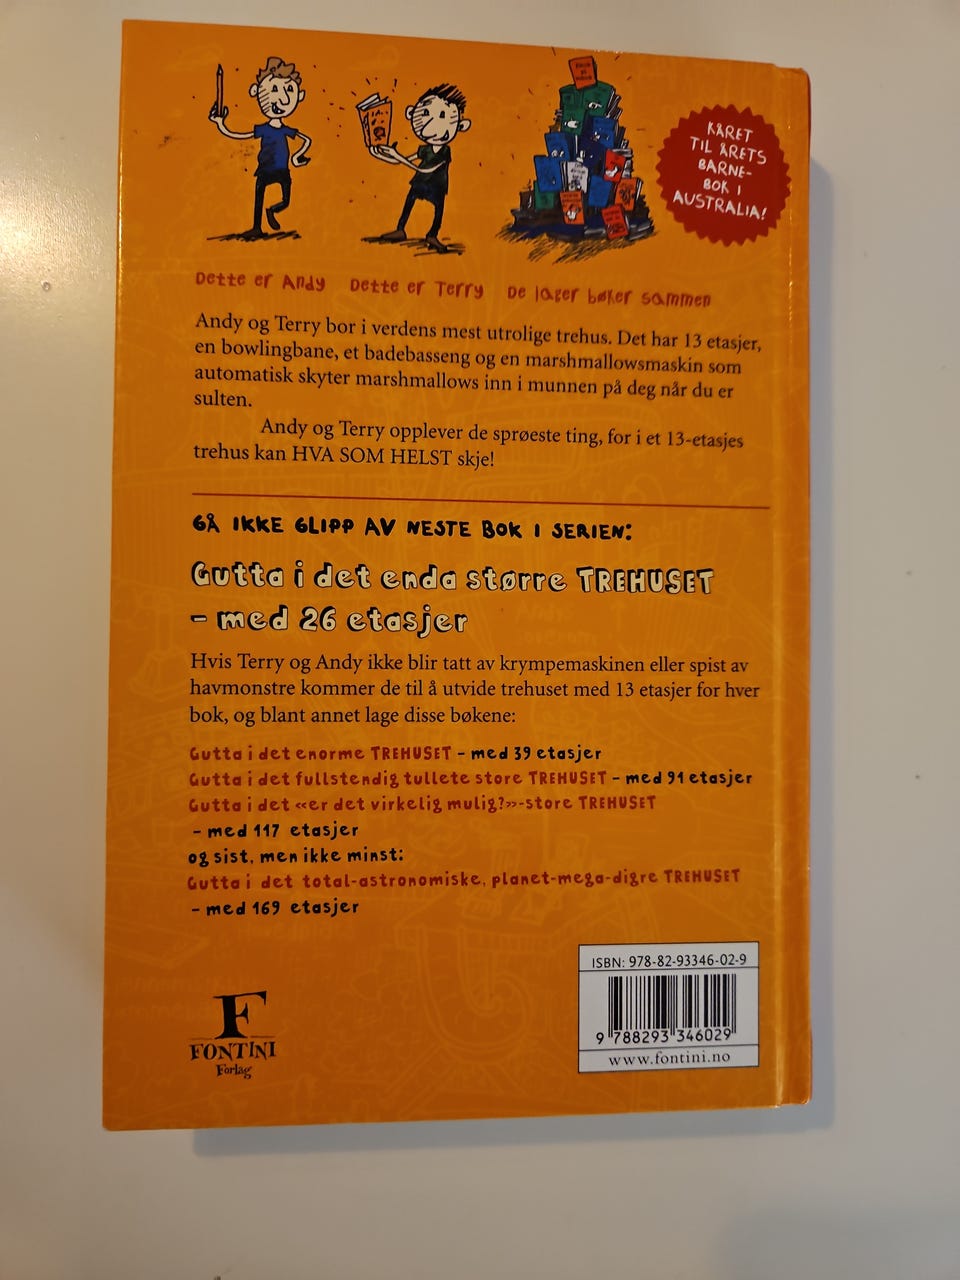 KÅRET
TIL ÅRETS
BARNE-
BOK I
AUSTRALIA!
Dette er Andy
Dette er Terry
De lager bøker sammen
Andy og Terry bor i verdens mest utrolige trehus. Det har 13 etasjer,
en bowlingbane, et badebasseng og en marshmallowsmaskin som
automatisk skyter marshmallows inn i munnen på deg når du er
sulten.
Andy og Terry opplever de sprøeste ting, for i et 13-etasjes
trehus kan HVA SOM HELST skje!
GÅ IKKE GLIPP AV NESTE BOK I SERIEN:
Gutta i det enda større TREHUSET
– med 26 etasjer
Hvis Terry og Andy ikke blir tatt av krympemaskinen eller spist av
havmonstre kommer de til å utvide trehuset med 13 etasjer for hver
bok, og blant annet lage disse bøkene:
Gutta i det enorme TREHUSET – med 39 etasjer
Gutta i det fullstendig tullete store TREHUSET – med 91 etasjer
Gutta i det «er det virkelig mulig?»-store TREHUSET
– med 117 etasjer
og sist, men ikke minst:
Gutta i det total-astronomiske, planet-mega-digre TREHUSET
– med 169 etasjer
F
FONTINI
Forlag
ISBN: 978-82-93346-02-9
9 788293 346029
www.fontini.no